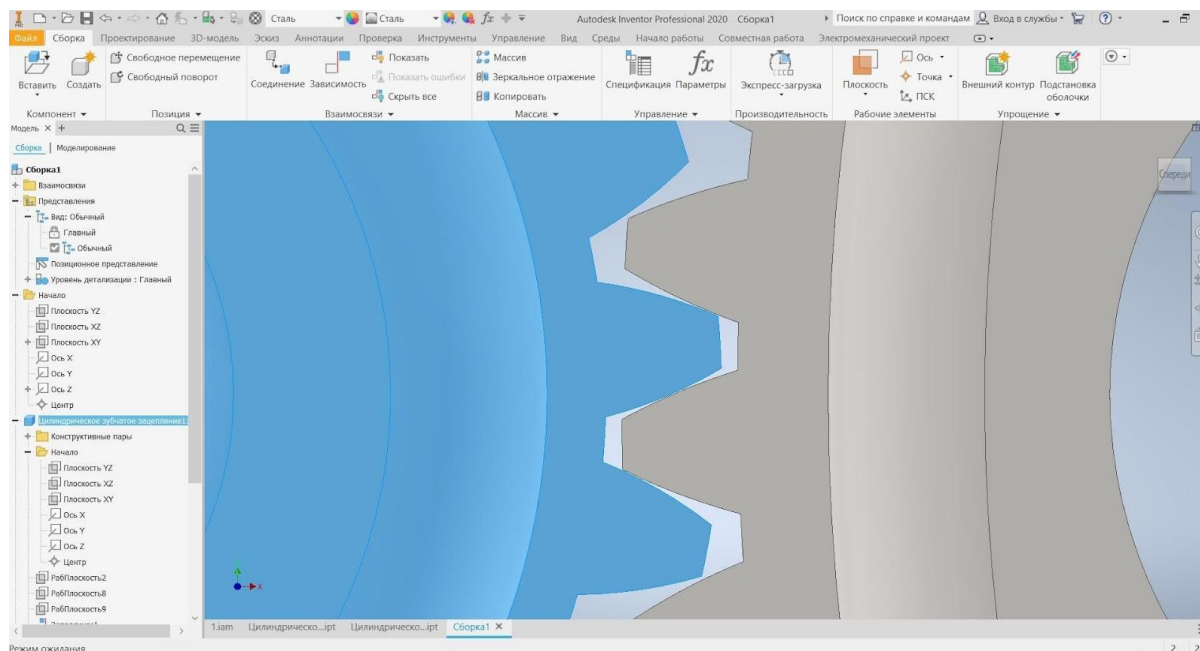 PRO
Сталь
Сталь
fx
Autodesk Inventor Professional 2020 Сборка1
Поиск по справке и командам
Вход в службы
Файл Сборка Проектирование 3D-модель Эскиз Аннотации Проверка Инструменты Управление Вид Среды Начало работы Совместная работа Электромеханический проект
Вставить
Создать
Свободное перемещение
Свободный поворот
Соединение Зависимость
Показать
Показать ошибки
Скрыть все
Массив
Зеркальное отражение
Копировать
fx
Спецификация Параметры
Экспресс-загрузка
Плоскость
Ось
Точка
ПСК
Внешний контур Подстановка
оболочки
Компонент Позиция Взаимосвязи Массив Управление Производительность Рабочие элементы Упрощение
Модель × +
Сборка | Моделирование
Сборка1
Взаимосвязи
Представления
Вид: Обычный
Главный
Обычный
Позиционное представление
Уровень детализации : Главный
Начало
Плоскость YZ
Плоскость XZ
Плоскость XY
Ось X
Ось Y
Ось Z
Центр
Цилиндрическое зубчатое зацепление1:
Конструктивные пары
Начало
Плоскость YZ
Плоскость XZ
Плоскость XY
Ось X
Ось Y
Ось Z
Центр
РабПлоскость2
РабПлоскость8
РабПлоскость9
Спереди
X
1.iam Цилиндрическо...ipt Цилиндрическо...ipt Сборка1 ×
Режим ожидания
2 2